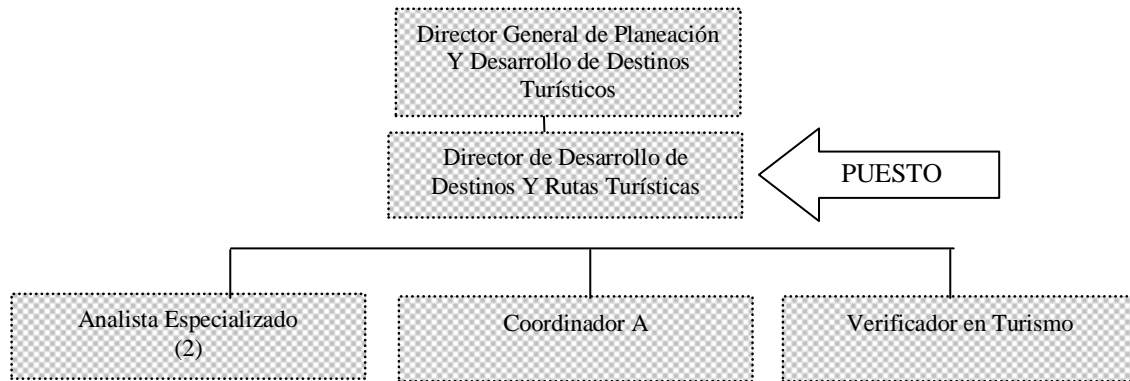 Director General de Planeación
Y Desarrollo de Destinos
Turísticos
Director de Desarrollo de
Destinos Y Rutas Turísticas
PUESTO
Analista Especializado
(2)
Coordinador A
Verificador en Turismo